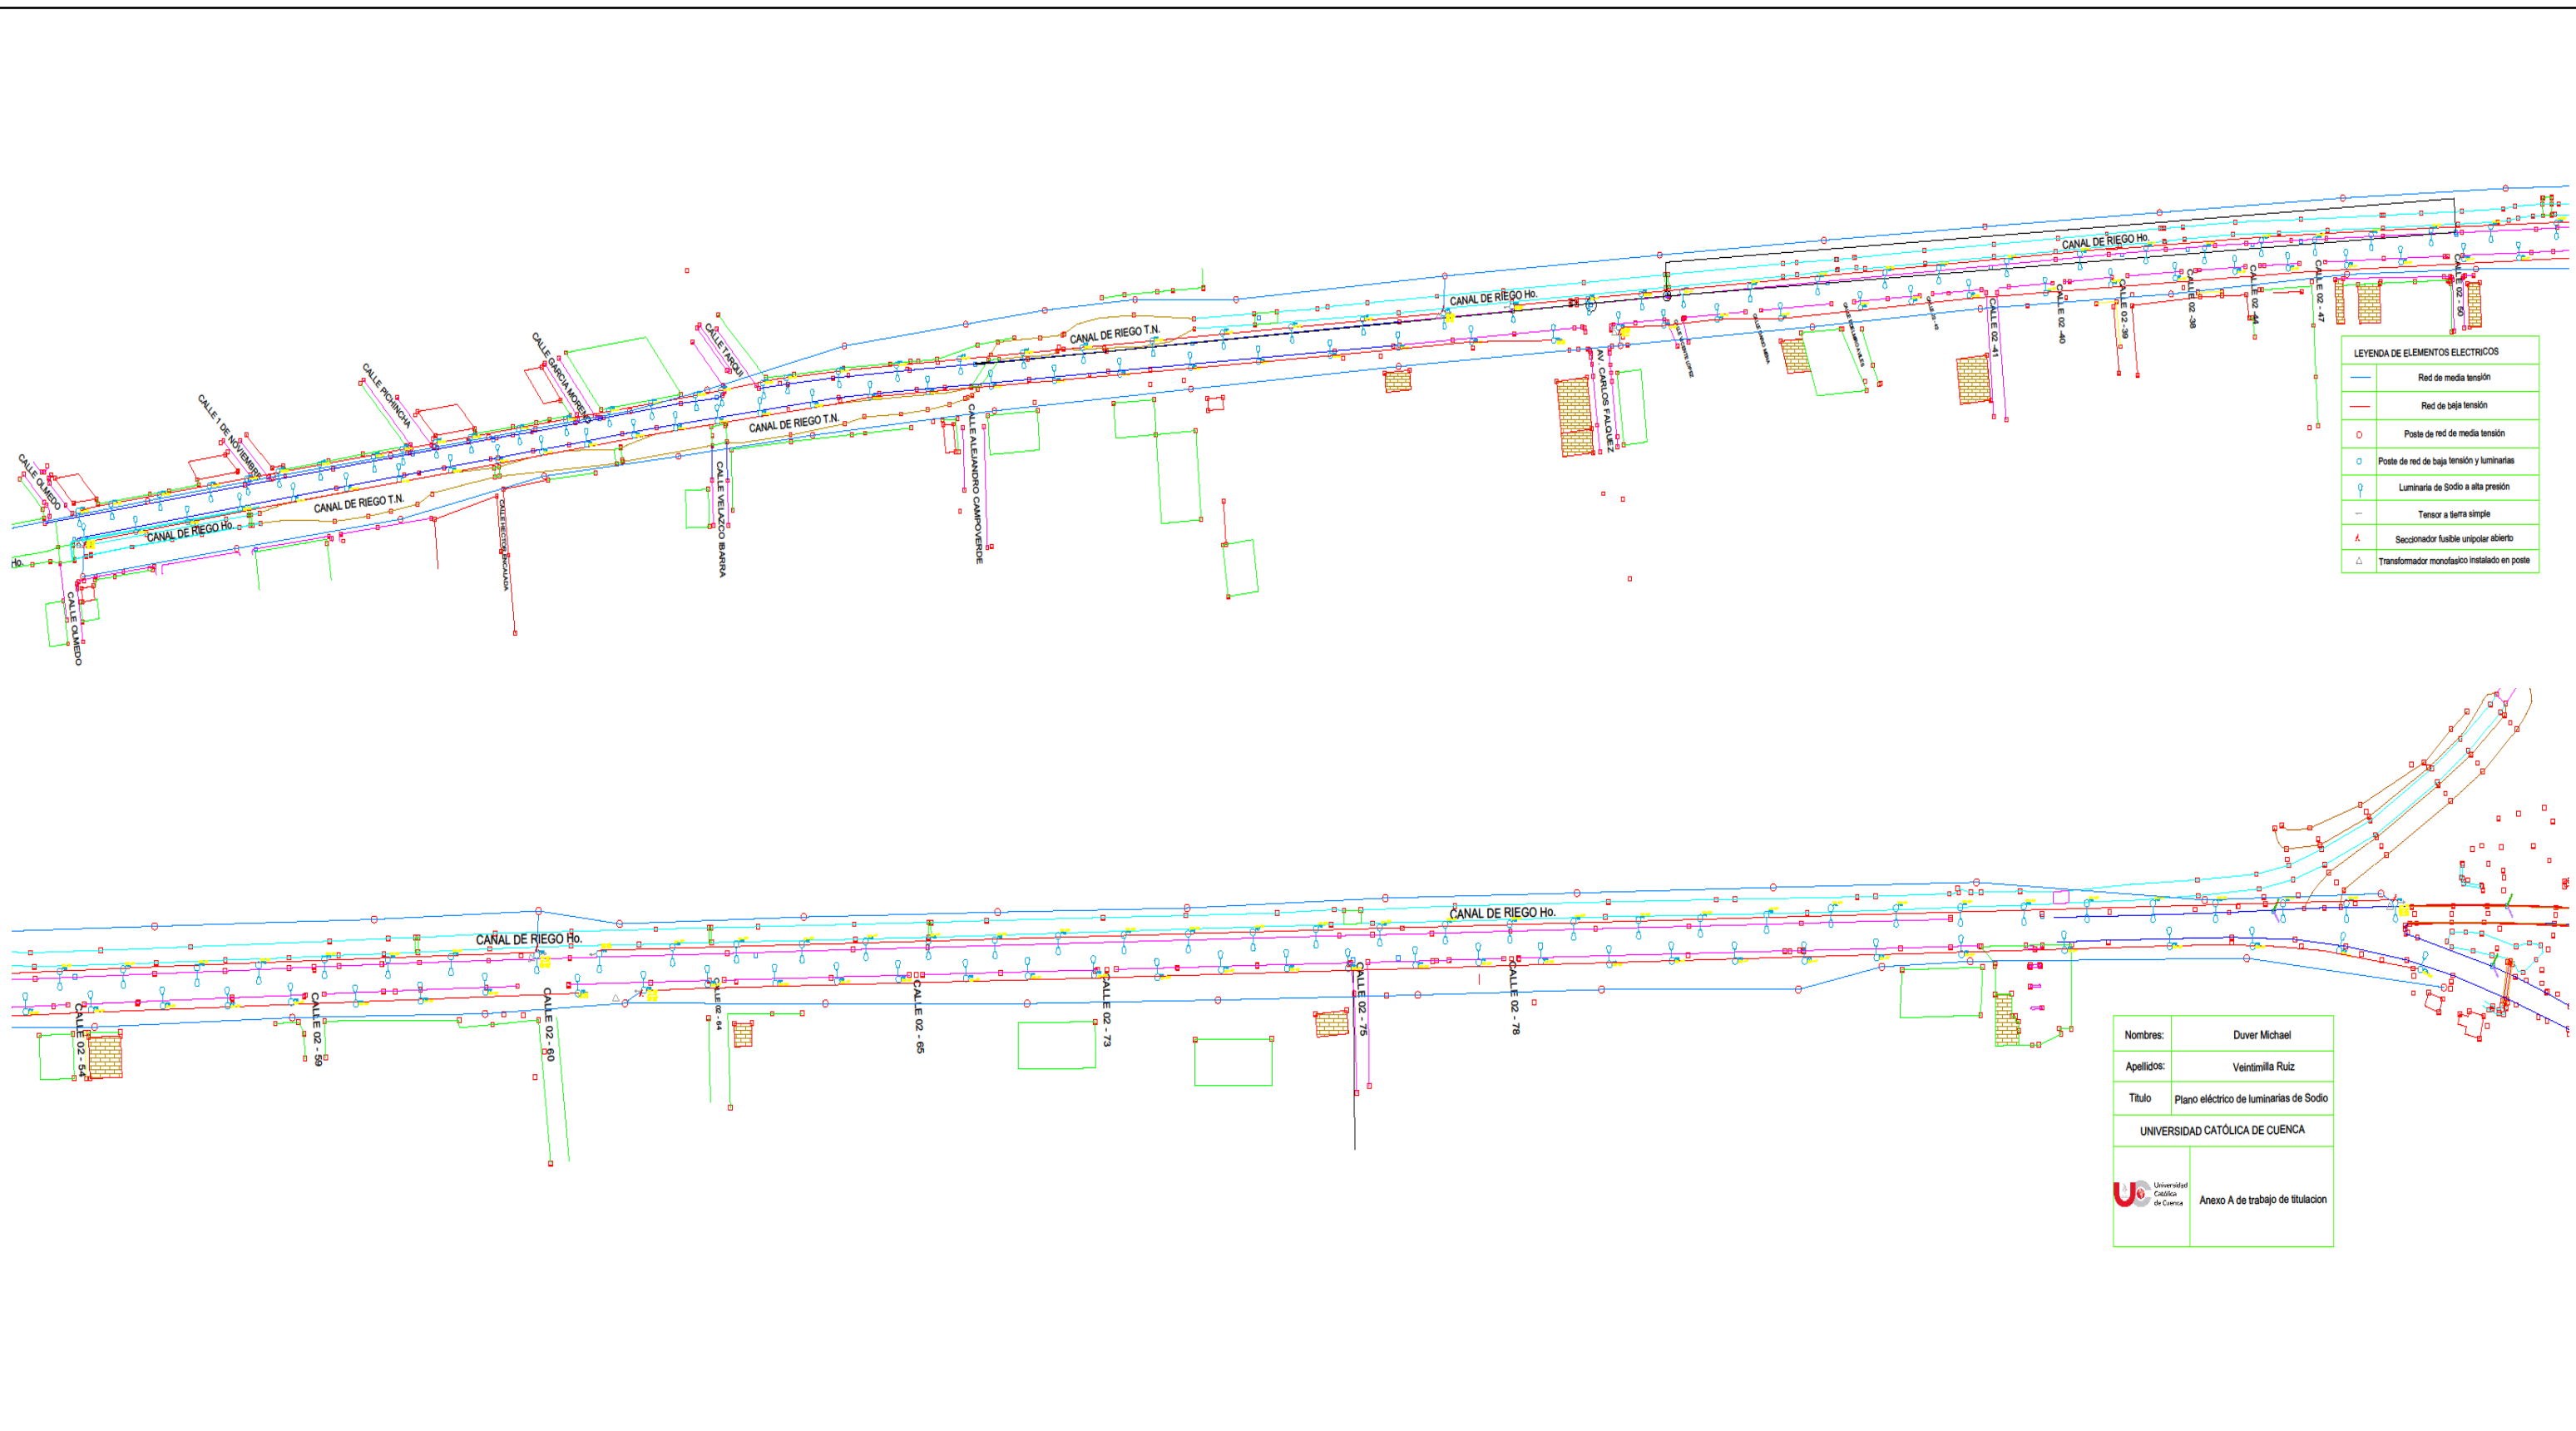 CALLE OLMEDO
CALLE 1 DE NOVIEMBRE
CALLE PICHINCHA
CALLE GARCIA MORENO
CALLE TARQUI
CANAL DE RIEGO T.N.
CANAL DE RIEGO Ho.
CANAL DE RIEGO Ho.
Ho.
CANAL DE RIEGO Ho.
CANAL DE RIEGO T.N.
CANAL DE RIEGO T.N.
CALLE OLMEDO
CALLE VELAZCO IBARRA
CALLE ALEJANDRO CAMPOVERDE
AV. CARLOS FALQUEZ
CALLE 02 -41
CALLE 02 -40
CALLE 02 -39
CALLE 02 -38
CALLE 02 -44
CALLE 02 - 47
CALLE 02 - 50
LEYENDA DE ELEMENTOS ELECTRICOS
Red de media tensión
Red de baja tensión
Poste de red de media tensión
Poste de red de baja tensión y luminarias
Luminaria de Sodio a alta presión
Tensor a tierra simple
Seccionador fusible unipolar abierto
Transformador monofasico instalado en poste
CANAL DE RIEGO Ho.
CANAL DE RIEGO Ho.
CALLE 02 - 54
CALLE 02 - 59
CALLE 02 - 60
CALLE 02 - 64
CALLE 02 - 65
CALLE 02 - 73
CALLE 02 - 75
CALLE 02 - 78
Nombres: Duver Michael
Apellidos: Veintimilla Ruiz
Titulo Plano eléctrico de luminarias de Sodio
UNIVERSIDAD CATÓLICA DE CUENCA
Universidad
Católica
de Cuenca
Anexo A de trabajo de titulacion